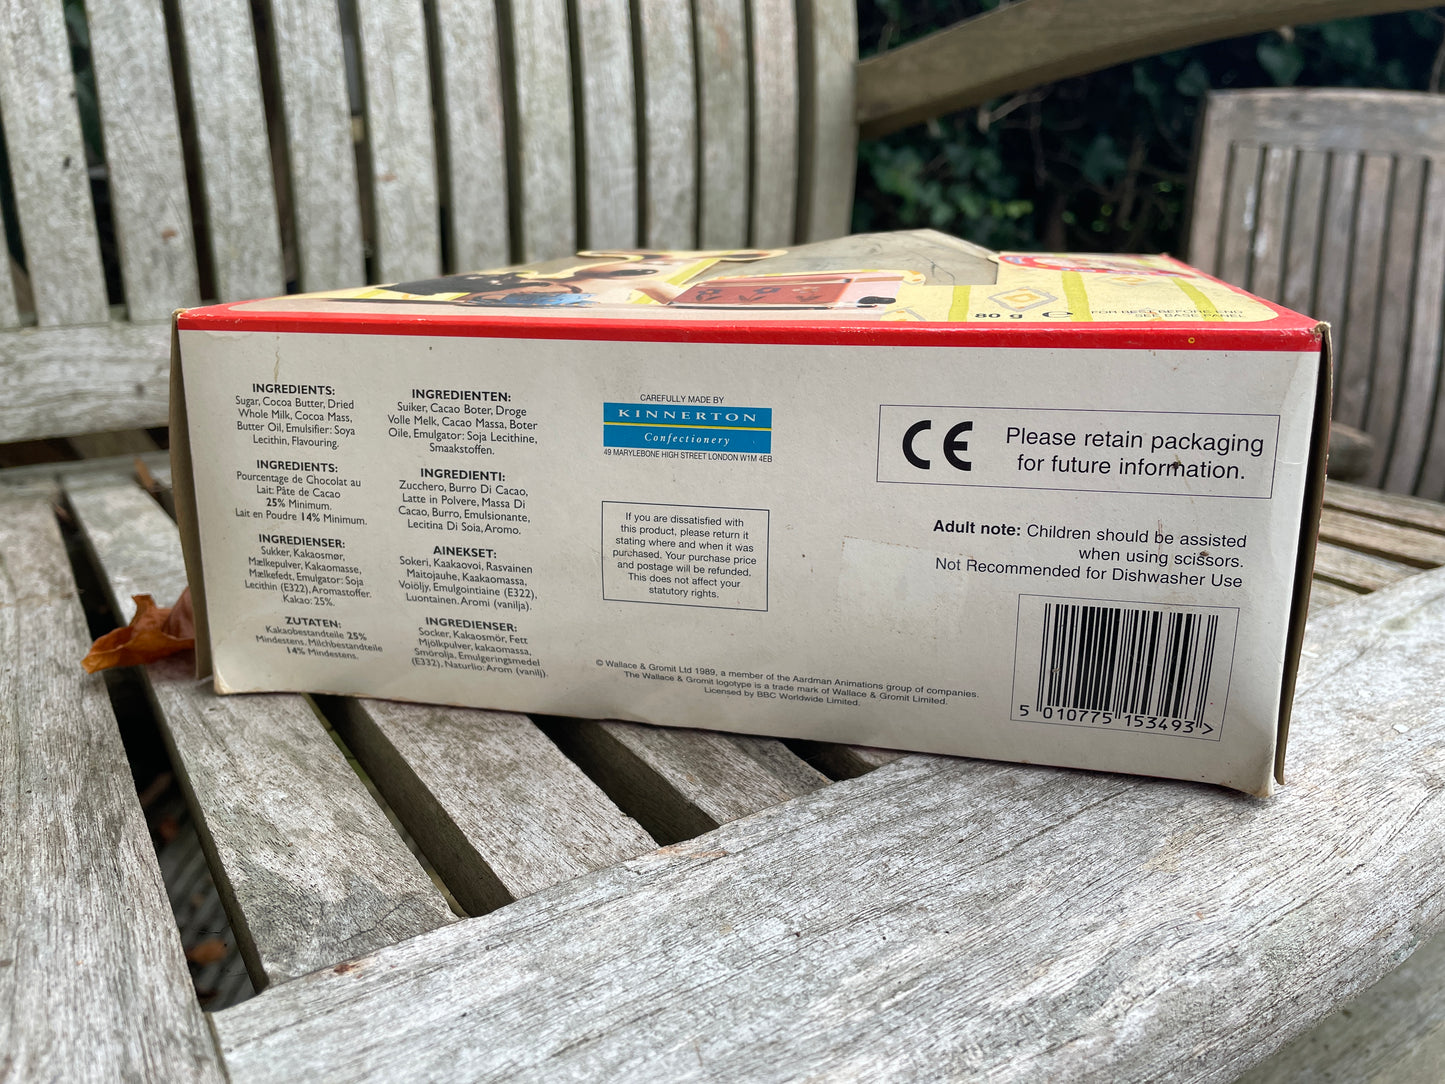 80 g ℮
FOR BEST BEFORE END
SEE BASE PANEL
INGREDIENTS:
Sugar, Cocoa Butter, Dried
Whole Milk, Cocoa Mass,
Butter Oil, Emulsifier: Soya
Lecithin, Flavouring.
INGREDIENTS:
Pourcentage de Chocolat au
Lait: Pâte de Cacao
25% Minimum.
Lait en Poudre 14% Minimum.
INGREDIENSER:
Sukker, Kakaosmør,
Mælkepulver, Kakaomasse,
Mælkefedt, Emulgator: Soja
Lecithin (E322), Aromastoffer.
Kakao: 25%.
ZUTATEN:
Kakaobestandteile 25%
Mindestens. Milchbestandteile
14% Mindestens.
INGREDIENTEN:
Suiker, Cacao Boter, Droge
Volle Melk, Cacao Massa, Boter
Oile, Emulgator: Soja Lecithine,
Smaakstoffen.
INGREDIENTI:
Zucchero, Burro Di Cacao,
Latte in Polvere, Massa Di
Cacao, Burro, Emulsionante,
Lecitina Di Soia, Aromo.
AINEKSET:
Sokeri, Kaakaovoi, Rasvainen
Maitojauhe, Kaakaomassa,
Voiöljy, Emulgointiaine (E322),
Luontainen. Aromi (vanilja).
INGREDIENSER:
Socker, Kakaosmör, Fett
Mjölkpulver, kakaomassa,
Smörolja, Emulgeringsmedel
(E332), Naturlio: Arom (vanilj).
CAREFULLY MADE BY
KINNERTON
Confectionery
49 MARYLEBONE HIGH STREET LONDON W1M 4EB
If you are dissatisfied with
this product, please return it
stating where and when it was
purchased. Your purchase price
and postage will be refunded.
This does not affect your
statutory rights.
© Wallace & Gromit Ltd 1989, a member of the Aardman Animations group of companies.
The Wallace & Gromit logotype is a trade mark of Wallace & Gromit Limited.
Licensed by BBC Worldwide Limited.
CE Please retain packaging
for future information.
Adult note: Children should be assisted
when using scissors.
Not Recommended for Dishwasher Use
5 010775 153493 >